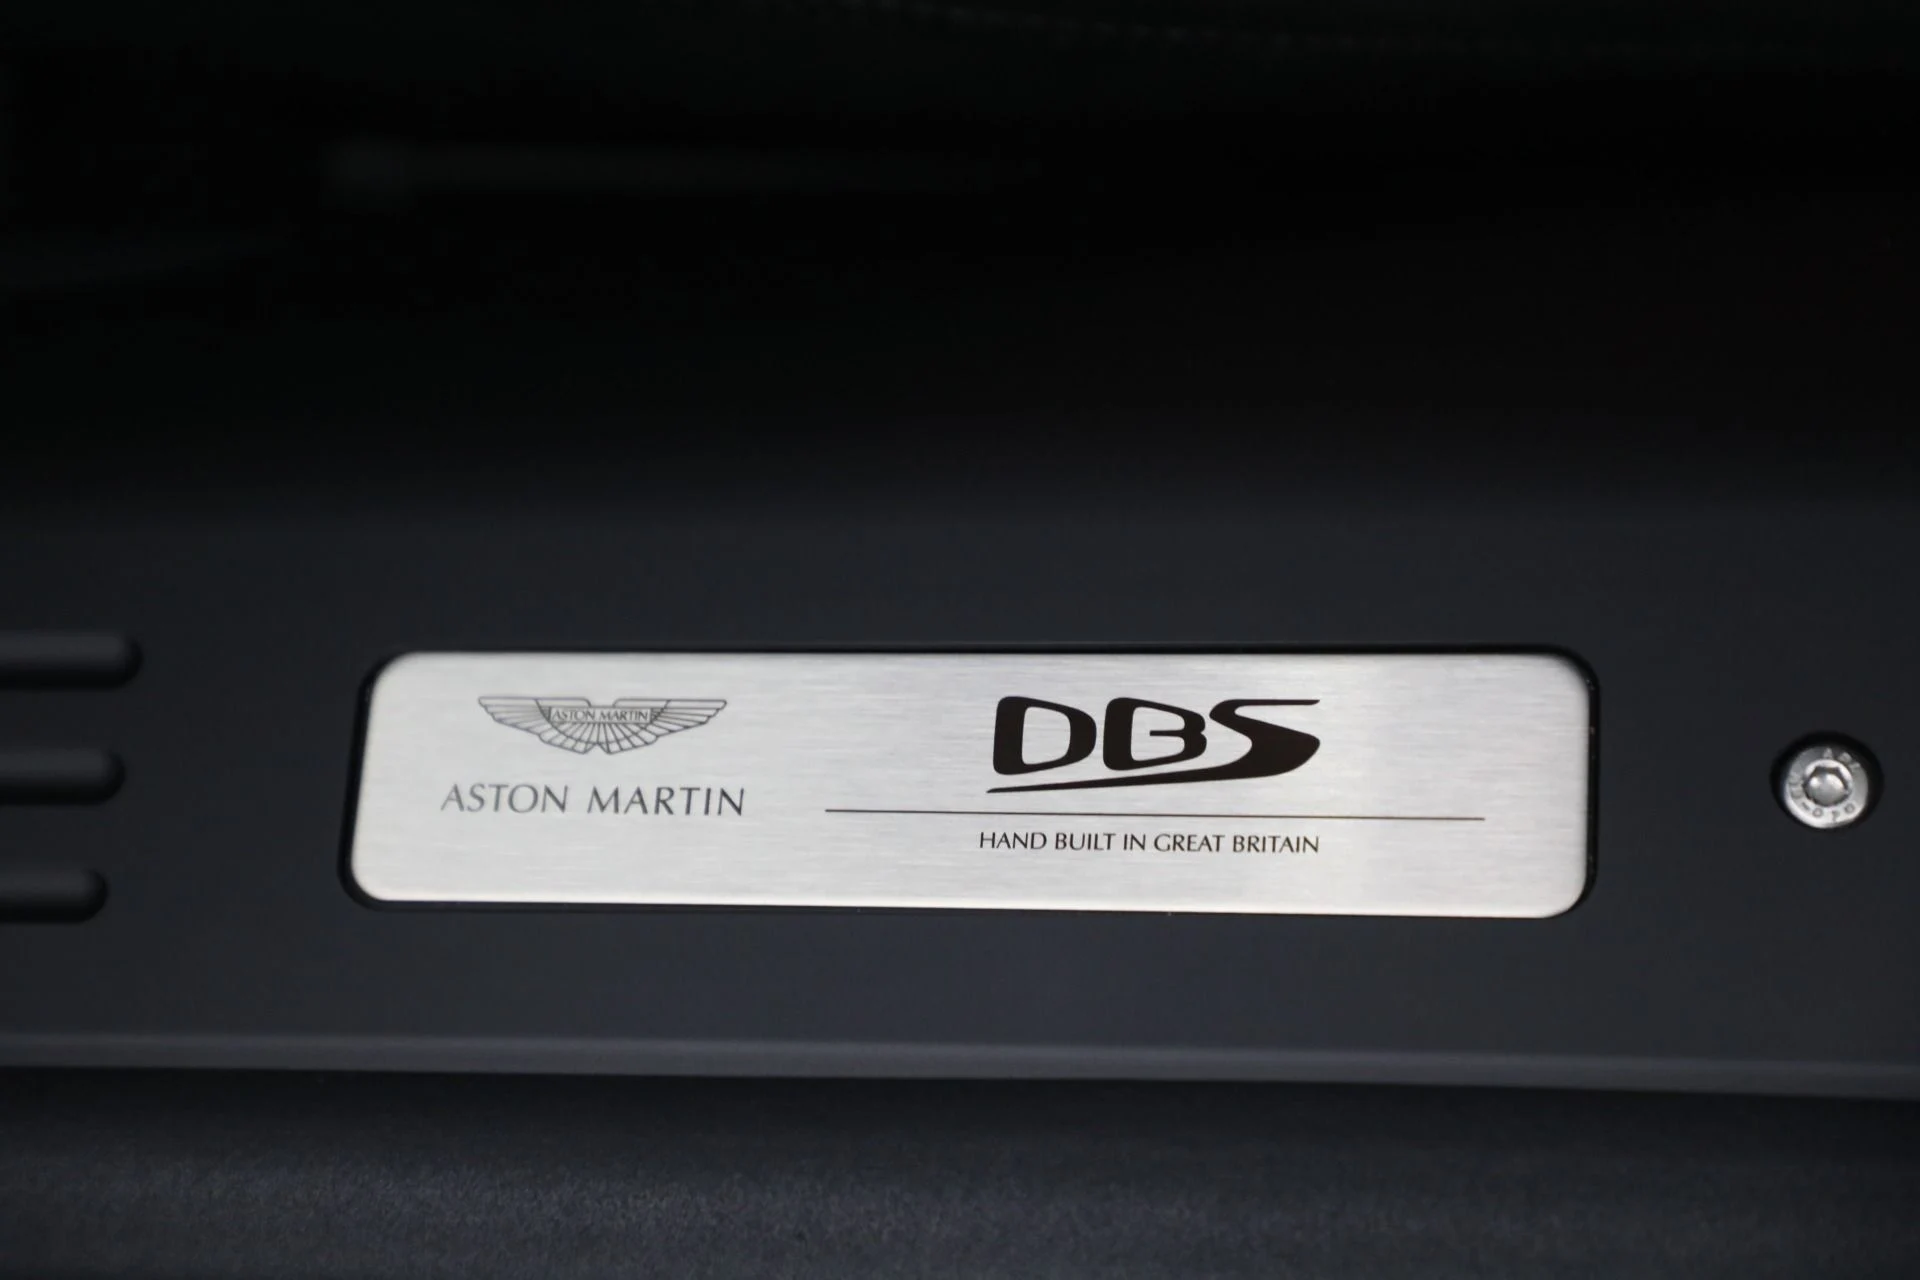 ASTON MARTIN
ASTON MARTIN
DBS
HAND BUILT IN GREAT BRITAIN